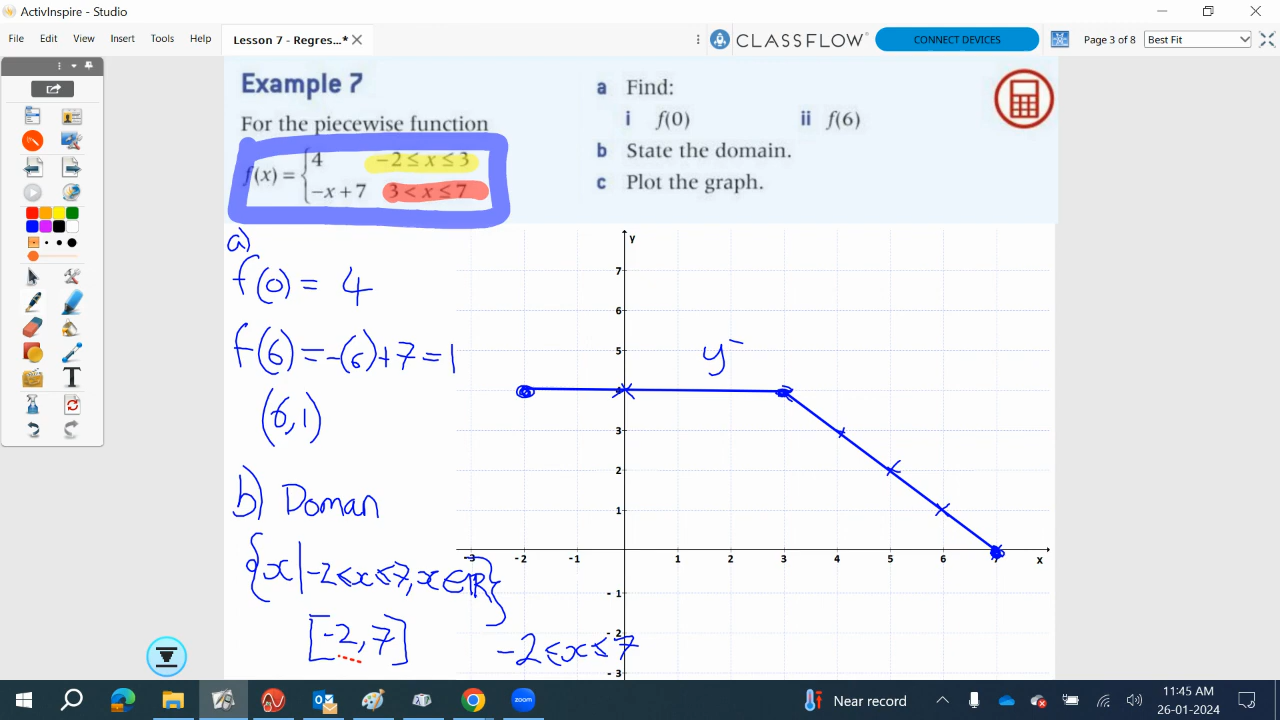 ActivInspire - Studio
File Edit View Insert Tools Help
Lesson 7 - Regres...*
CLASSFLOW
CONNECT DEVICES
Page 3 of 8
Best Fit
Example 7
For the piecewise function
f(x) = { 4 −2 ≤ x ≤ 3
−x + 7 3 < x ≤ 7
a Find:
i f(0) ii f(6)
b State the domain.
c Plot the graph.
a)
f(0) = 4
f(6) = -(6)+7 = 1
(6,1)
b) Doman
{x|-2≤x≤7, x∈ℝ}
[-2,7]
-2≤x≤7
y
7
6
5
y-
3
2
1
-3 -2 -1 1 2 3 4 5 6 7 x
- 1
- 2
- 3
zoom
Near record
11:45 AM
26-01-2024